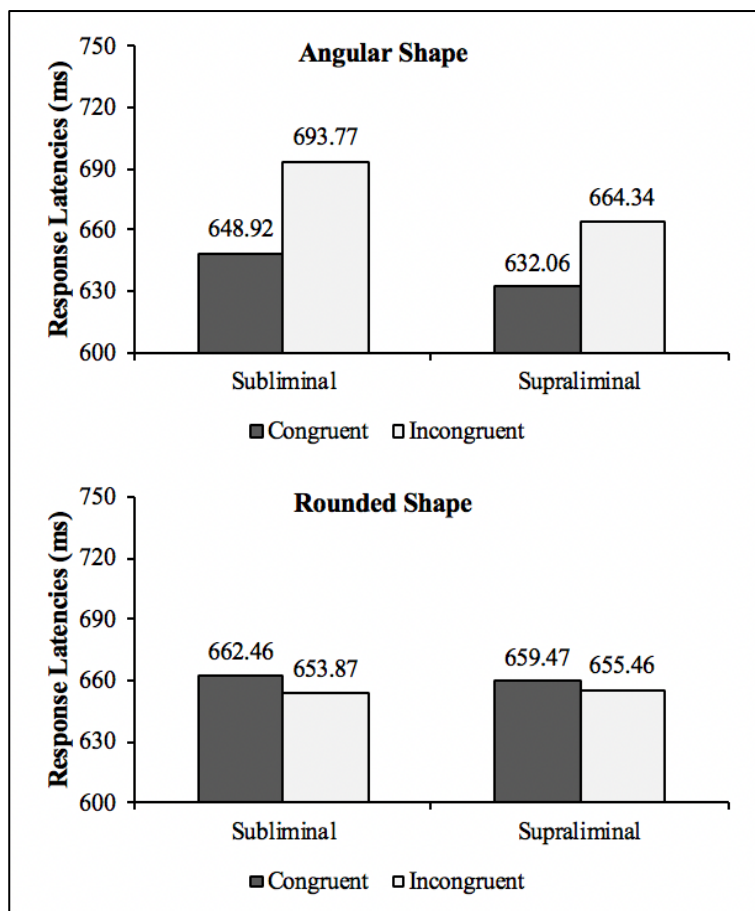 Angular Shape
Response Latencies (ms)
750
720
690
660
630
600
648.92
693.77
632.06
664.34
Subliminal
Supraliminal
Congruent Incongruent
Rounded Shape
Response Latencies (ms)
750
720
690
660
630
600
662.46
653.87
659.47
655.46
Subliminal
Supraliminal
Congruent Incongruent